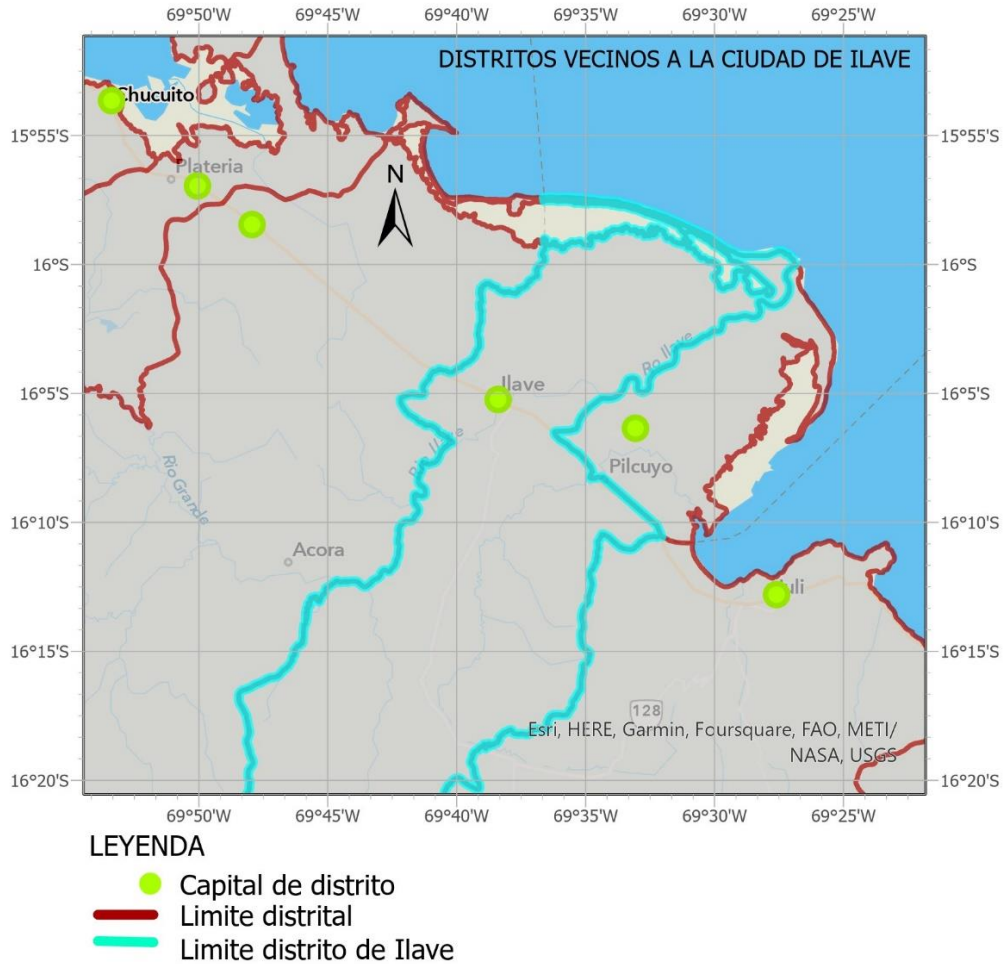 69°50'W 69°45'W 69°40'W 69°35'W 69°30'W 69°25'W
DISTRITOS VECINOS A LA CIUDAD DE ILAVE
Chucuito
15°55'S 15°55'S
Plateria
N
16°S 16°S
Ro Ilave
16°5'S Ilave 16°5'S
Ro Ilave
Pilcuyo
Rio Grande
16°10'S 16°10'S
Acora
uli
16°15'S 16°15'S
128
Esri, HERE, Garmin, Foursquare, FAO, METI/
NASA, USGS
16°20'S 16°20'S
69°50'W 69°45'W 69°40'W 69°35'W 69°30'W 69°25'W
LEYENDA
Capital de distrito
Limite distrital
Limite distrito de Ilave